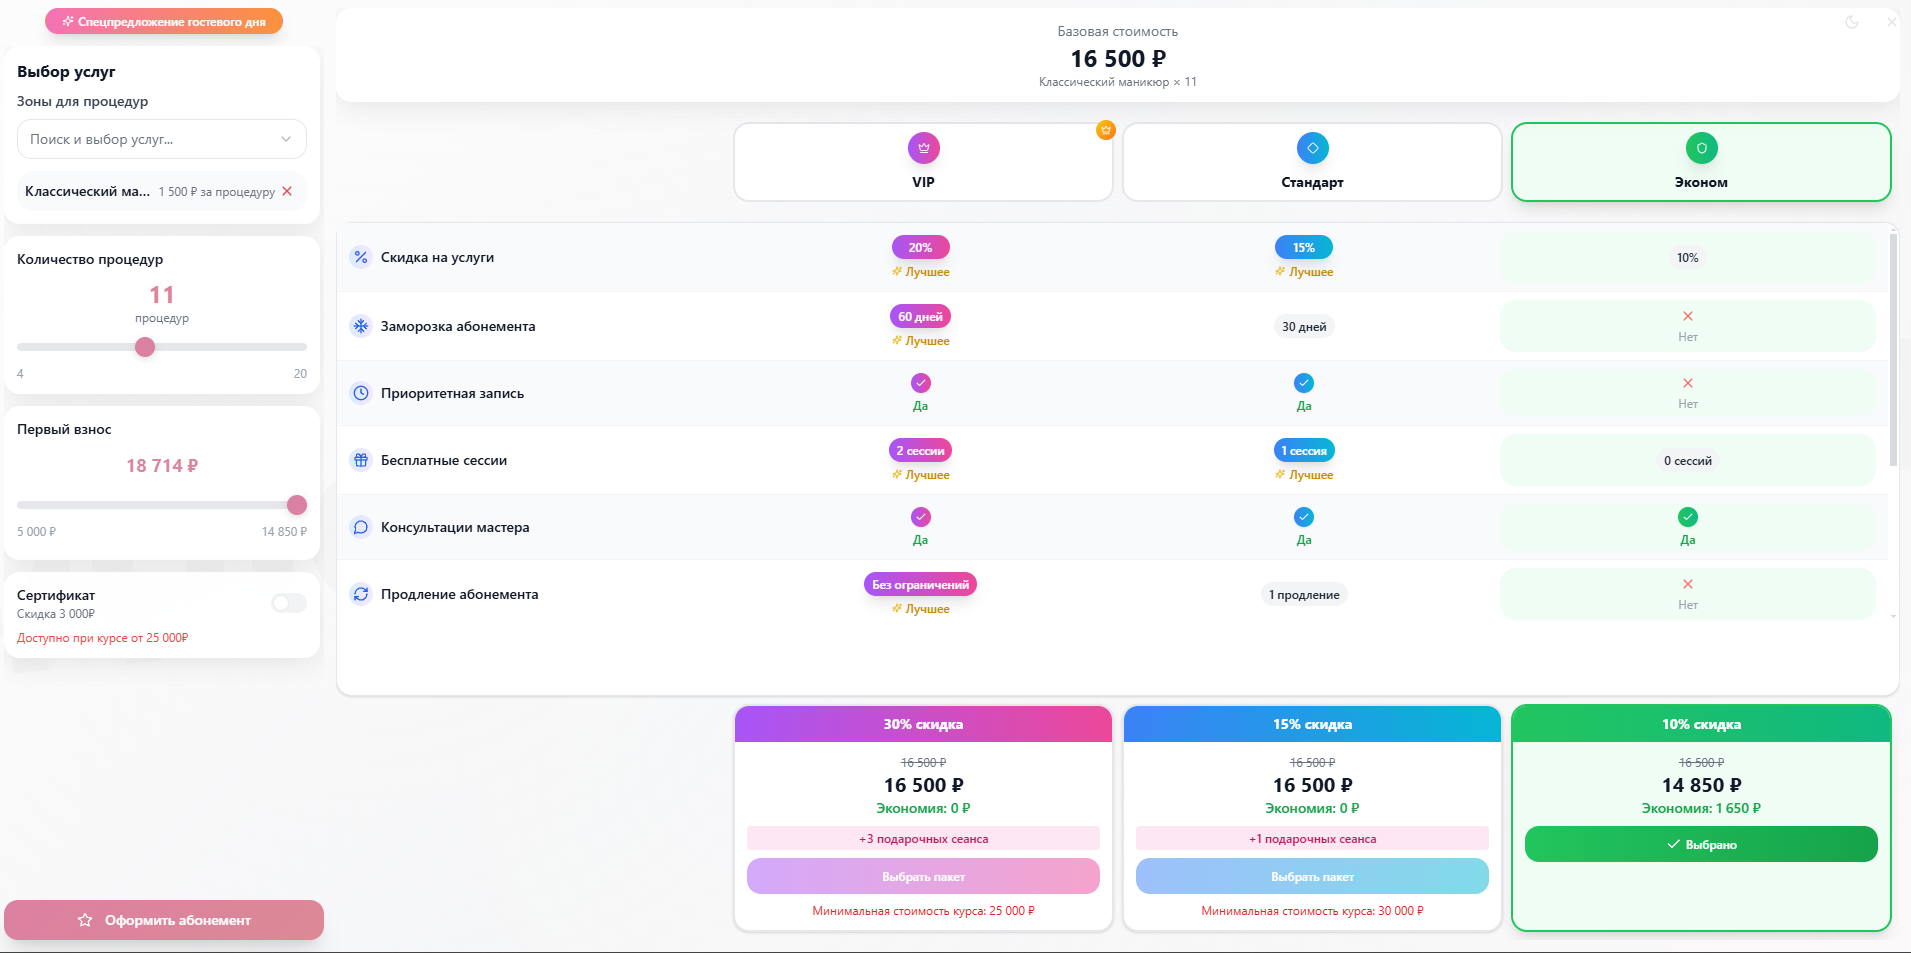 Спецпредложение гостевого дня
Выбор услуг
Зоны для процедур
Поиск и выбор услуг...
Классический ма... 1 500 ₽ за процедуру
Количество процедур
11
процедур
4 20
Первый взнос
18 714 ₽
5 000 ₽ 14 850 ₽
Сертификат
Скидка 3 000₽
Доступно при курсе от 25 000₽
Оформить абонемент
Базовая стоимость
16 500 ₽
Классический маникюр × 11
VIP Стандарт Эконом
Скидка на услуги 20% 15% 10%
Лучшее Лучшее
Заморозка абонемента 60 дней 30 дней Нет
Лучшее
Приоритетная запись Да Да Нет
Бесплатные сессии 2 сессии 1 сессия 0 сессий
Лучшее Лучшее
Консультации мастера Да Да Да
Продление абонемента Без ограничений 1 продление Нет
Лучшее
30% скидка
16 500 ₽
16 500 ₽
Экономия: 0 ₽
+3 подарочных сеанса
Выбрать пакет
Минимальная стоимость курса: 25 000 ₽
15% скидка
16 500 ₽
16 500 ₽
Экономия: 0 ₽
+1 подарочных сеанса
Выбрать пакет
Минимальная стоимость курса: 30 000 ₽
10% скидка
16 500 ₽
14 850 ₽
Экономия: 1 650 ₽
Выбрано